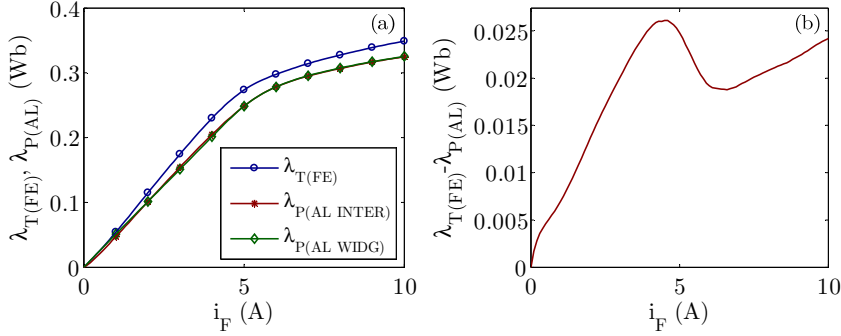 (a)
λT(FE), λP(AL) (Wb)
0.4
0.3
0.2
0.1
0
0 5 10
iF (A)
λT(FE)
λP(AL INTER)
λP(AL WIDG)
(b)
λT(FE)-λP(AL) (Wb)
0.025
0.02
0.015
0.01
0.005
0
0 5 10
iF (A)